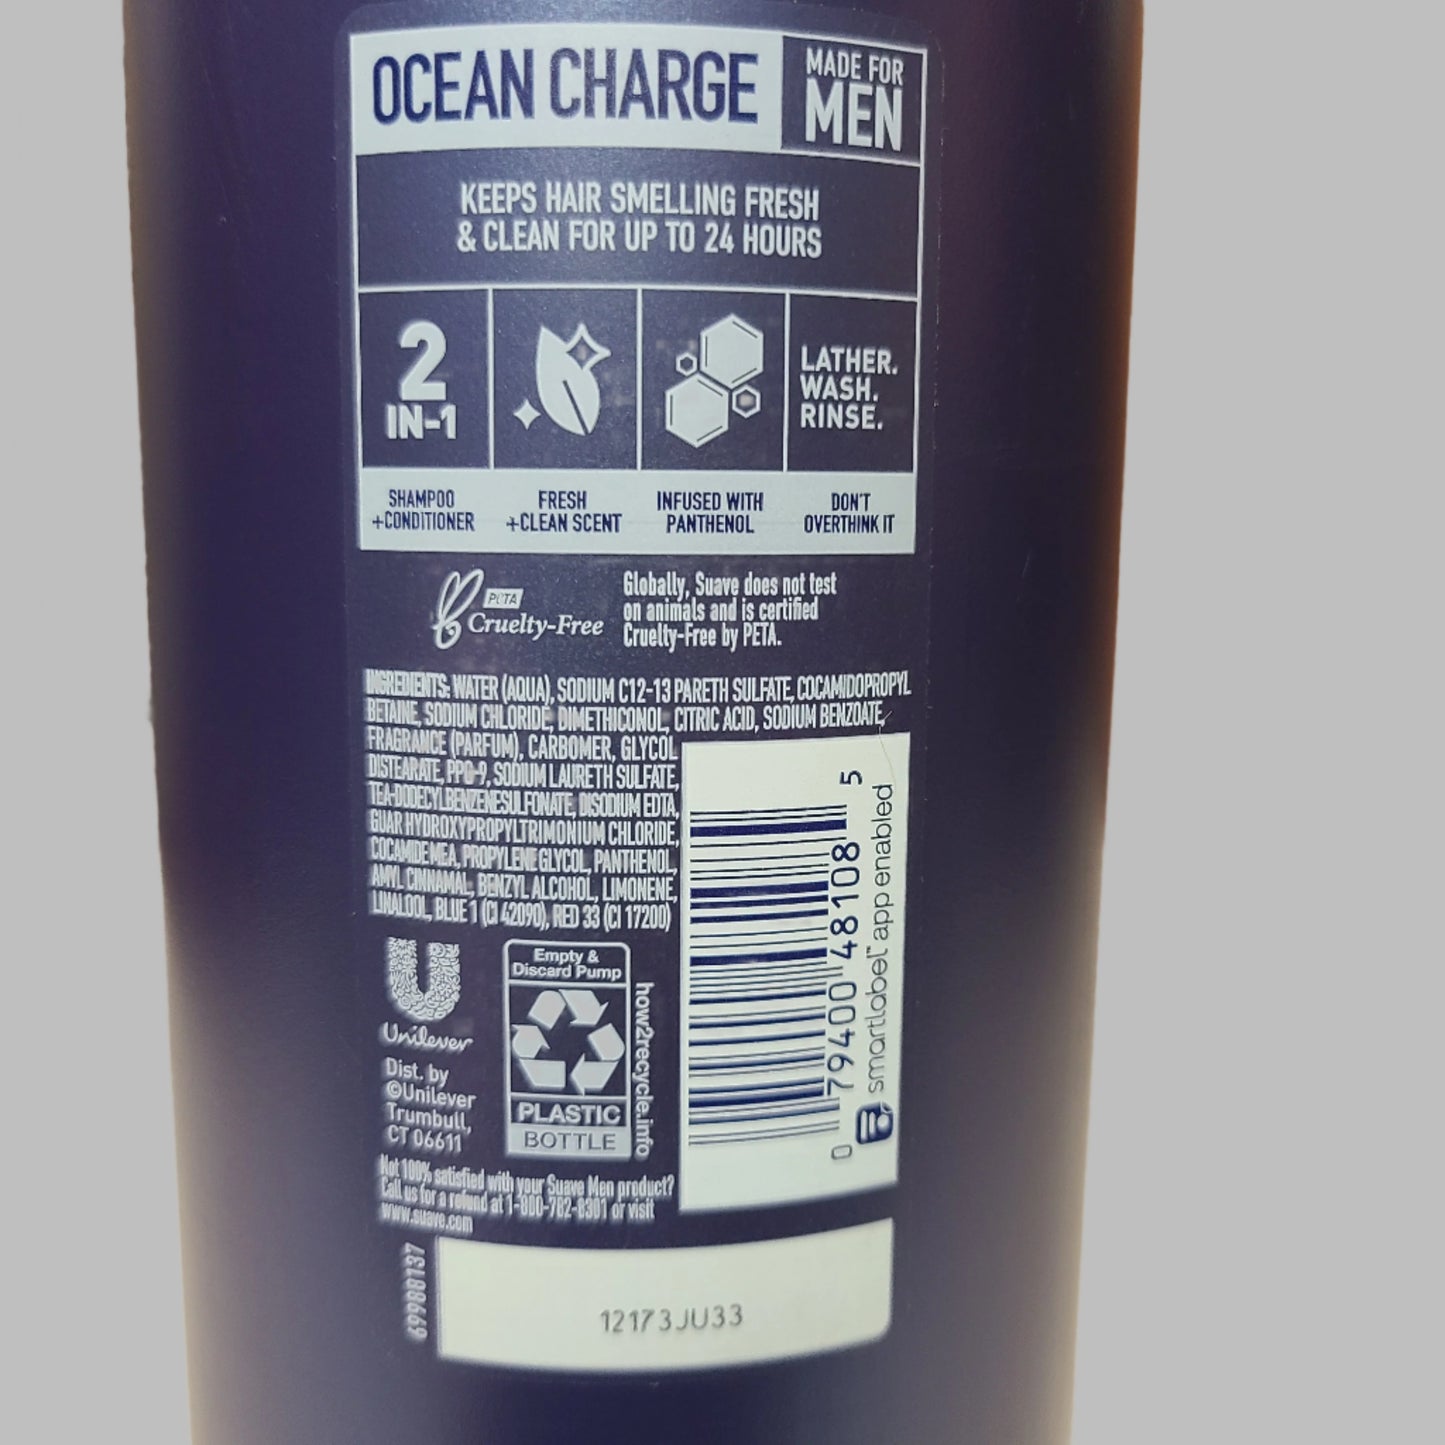 OCEAN CHARGE
MADE FOR
MEN
KEEPS HAIR SMELLING FRESH
& CLEAN FOR UP TO 24 HOURS
2
IN-1
LATHER.
WASH.
RINSE.
SHAMPOO
+CONDITIONER
FRESH
+CLEAN SCENT
INFUSED WITH
PANTHENOL
DON'T
OVERTHINK IT
PETA
Cruelty-Free
Globally, Suave does not test
on animals and is certified
Cruelty-Free by PETA.
INGREDIENTS: WATER (AQUA), SODIUM C12-13 PARETH SULFATE, COCAMIDOPROPYL
BETAINE, SODIUM CHLORIDE, DIMETHICONOL, CITRIC ACID, SODIUM BENZOATE,
FRAGRANCE (PARFUM), CARBOMER, GLYCOL
DISTEARATE, PPG-9, SODIUM LAURETH SULFATE,
TEA-DODECYLBENZENESULFONATE, DISODIUM EDTA,
GUAR HYDROXYPROPYLTRIMONIUM CHLORIDE,
COCAMIDE MEA, PROPYLENE GLYCOL, PANTHENOL,
AMYL CINNAMAL, BENZYL ALCOHOL, LIMONENE,
LINALOOL, BLUE 1 (CI 42090), RED 33 (CI 17200)
0 79400 48108 5
smartlabel™ app enabled
Unilever
Dist. by
©Unilever
Trumbull,
CT 06611
Empty &
Discard Pump
PLASTIC
BOTTLE
how2recycle.info
Not 100% satisfied with your Suave Men product?
Call us for a refund at 1-800-782-8301 or visit
www.suave.com
69988137
12173JU33